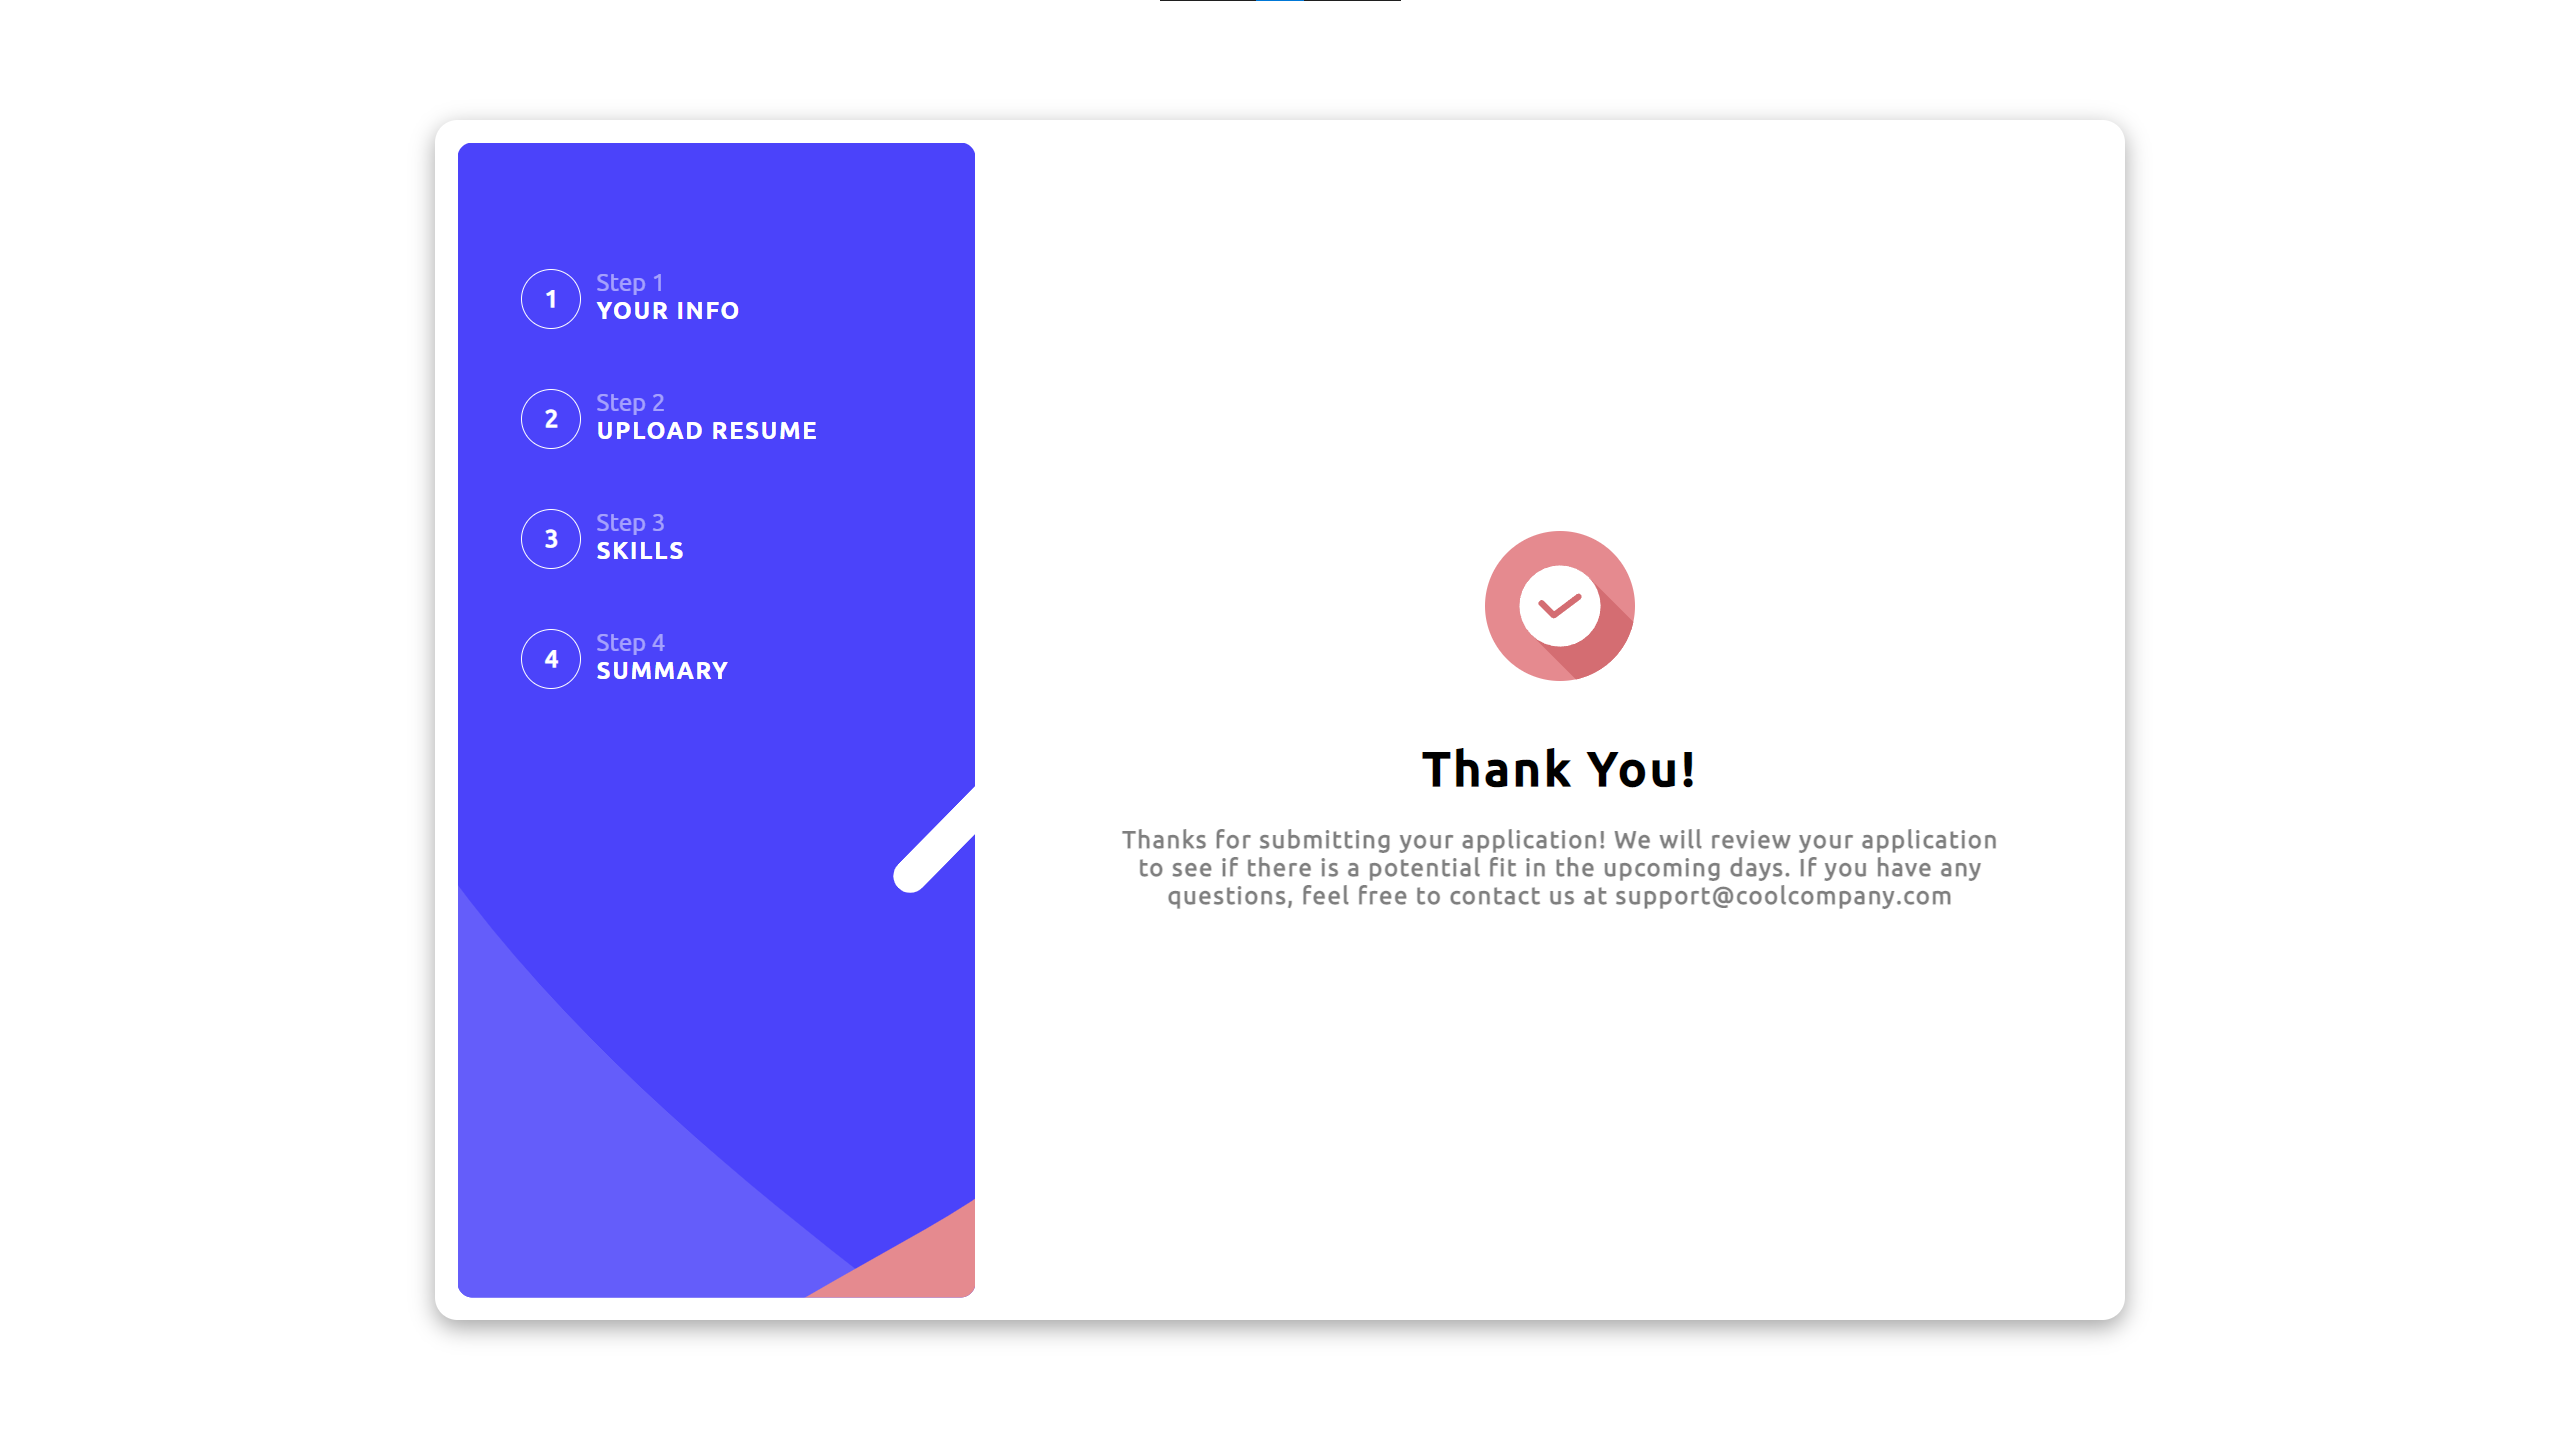 1
Step 1
YOUR INFO
2
Step 2
UPLOAD RESUME
3
Step 3
SKILLS
4
Step 4
SUMMARY
Thank You!
Thanks for submitting your application! We will review your application
to see if there is a potential fit in the upcoming days. If you have any
questions, feel free to contact us at support@coolcompany.com